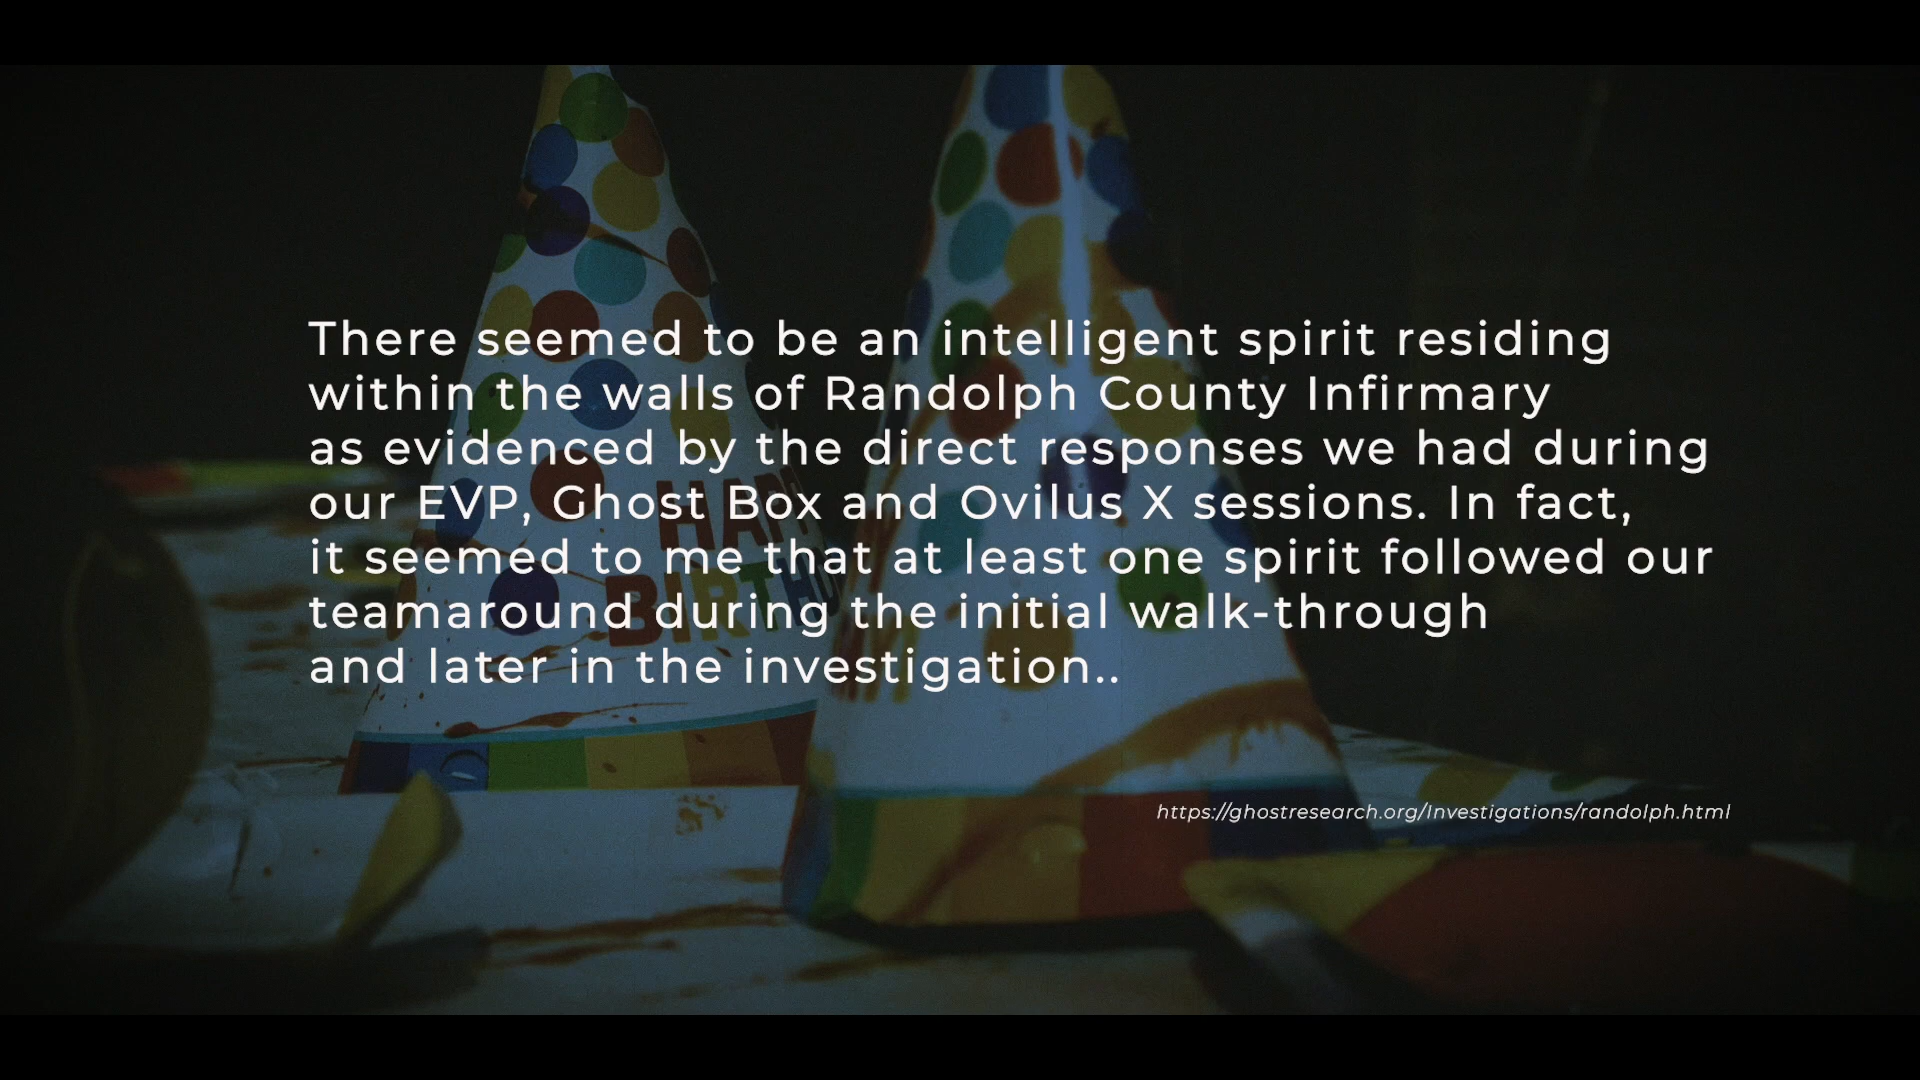 There seemed to be an intelligent spirit residing
within the walls of Randolph County Infirmary
as evidenced by the direct responses we had during
our EVP, Ghost Box and Ovilus X sessions. In fact,
it seemed to me that at least one spirit followed our
teamaround during the initial walk-through
and later in the investigation..
https://ghostresearch.org/Investigations/randolph.html